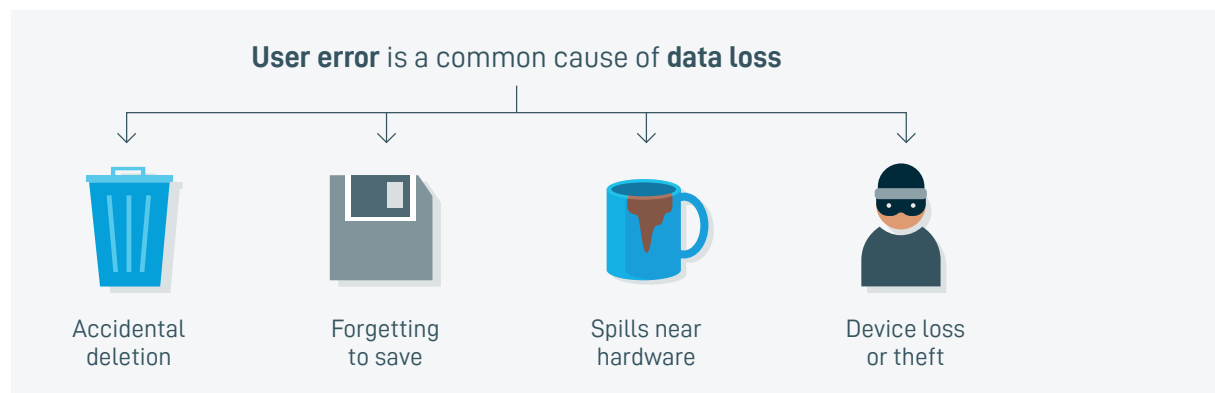 User error is a common cause of data loss
Accidental
deletion
Forgetting
to save
Spills near
hardware
Device loss
or theft